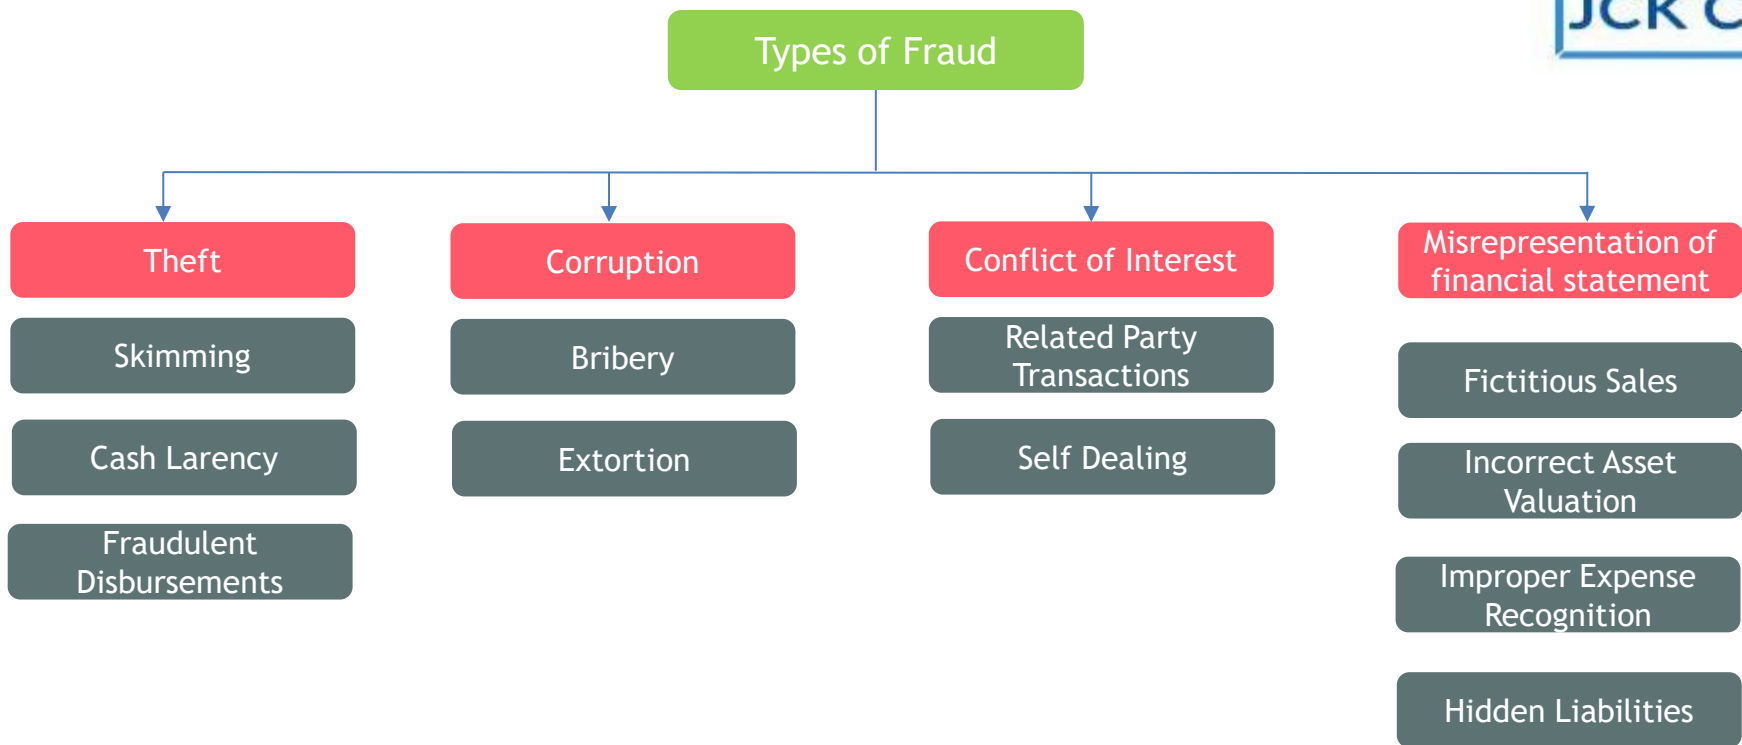 JCK C
Types of Fraud
Theft
Skimming
Cash Larency
Fraudulent
Disbursements
Corruption
Bribery
Extortion
Conflict of Interest
Related Party
Transactions
Self Dealing
Misrepresentation of
financial statement
Fictitious Sales
Incorrect Asset
Valuation
Improper Expense
Recognition
Hidden Liabilities